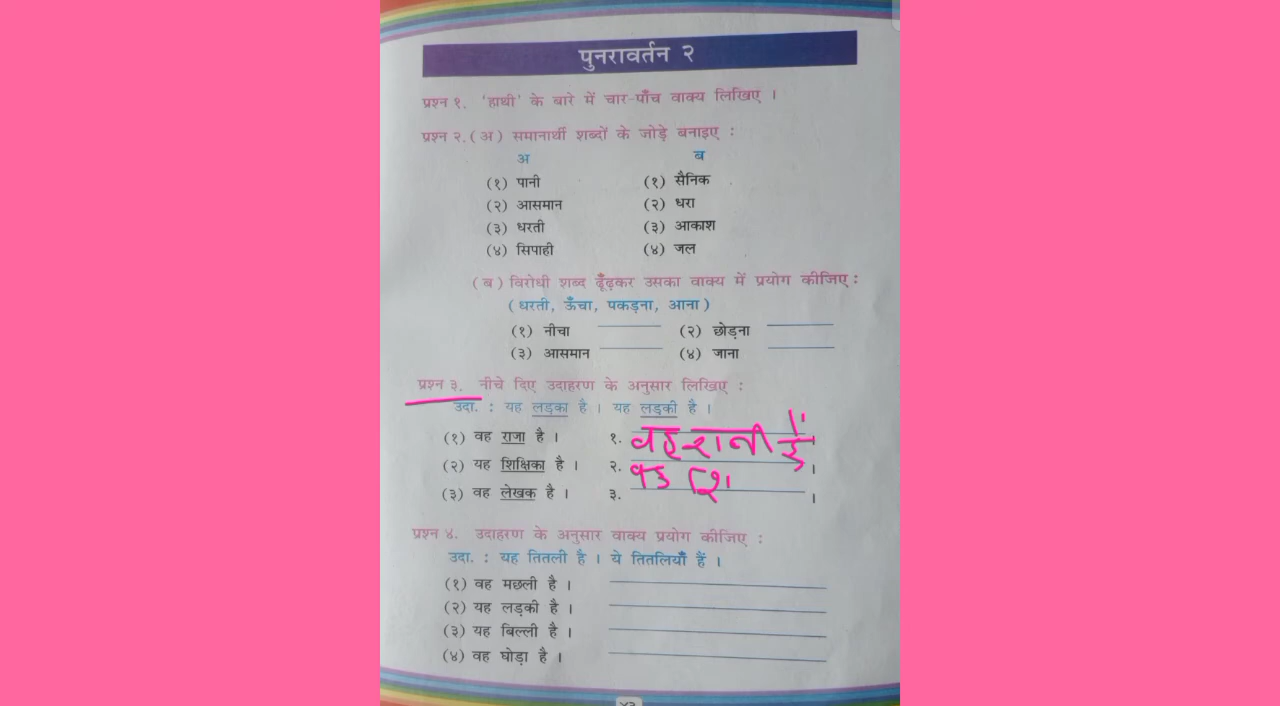 पुनरावर्तन २
प्रश्न १. 'हाथी' के बारे में चार-पाँच वाक्य लिखिए ।
प्रश्न २. (अ) समानार्थी शब्दों के जोड़े बनाइए :
अ ब
(१) पानी (१) सैनिक
(२) आसमान (२) धरा
(३) धरती (३) आकाश
(४) सिपाही (४) जल
(ब) विरोधी शब्द ढूँढ़कर उसका वाक्य में प्रयोग कीजिए :
(धरती, ऊँचा, पकड़ना, आना)
(१) नीचा (२) छोड़ना
(३) आसमान (४) जाना
प्रश्न ३. नीचे दिए उदाहरण के अनुसार लिखिए :
उदा. : यह लड़का है । यह लड़की है ।
(१) वह राजा है । १. वह रानी हैं ।
(२) यह शिक्षिका है । २. वह शि ।
(३) वह लेखक है । ३. ।
प्रश्न ४. उदाहरण के अनुसार वाक्य प्रयोग कीजिए :
उदा. : यह तितली है । ये तितलियाँ हैं ।
(१) वह मछली है ।
(२) यह लड़की है ।
(३) यह बिल्ली है ।
(४) वह घोड़ा है ।